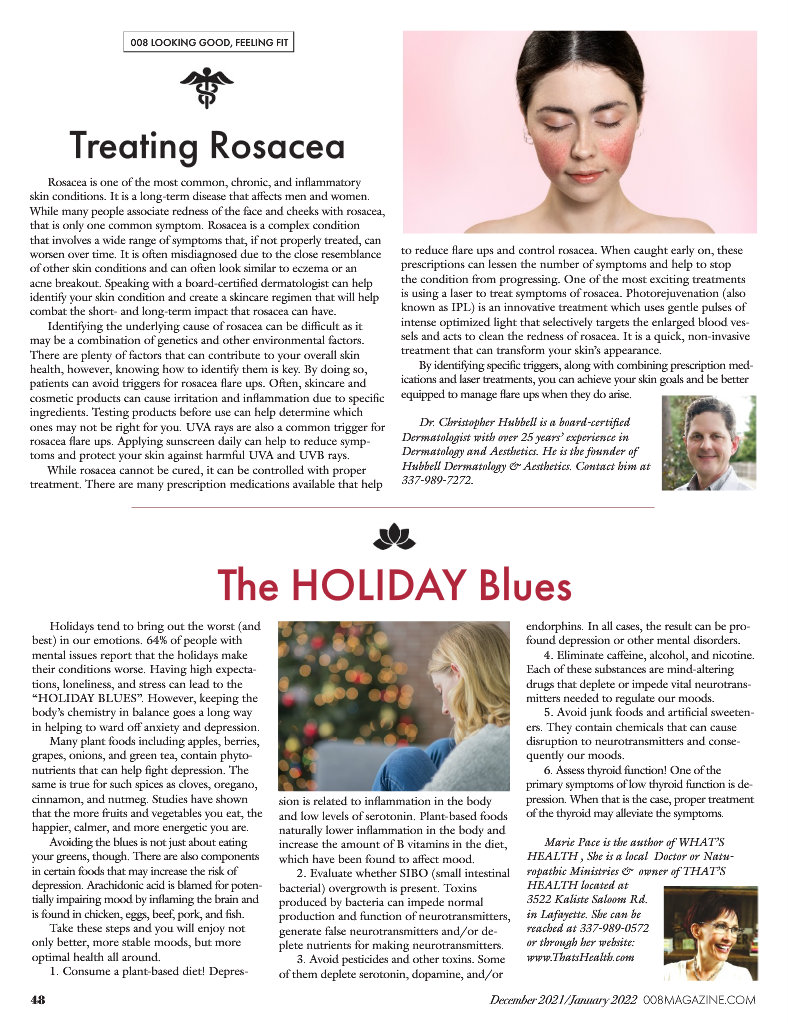 008 LOOKING GOOD, FEELING FIT
Treating Rosacea
Rosacea is one of the most common, chronic, and inflammatory
skin conditions. It is a long-term disease that affects men and women.
While many people associate redness of the face and cheeks with rosacea,
that is only one common symptom. Rosacea is a complex condition
that involves a wide range of symptoms that, if not properly treated, can
worsen over time. It is often misdiagnosed due to the close resemblance
of other skin conditions and can often look similar to eczema or an
acne breakout. Speaking with a board-certified dermatologist can help
identify your skin condition and create a skincare regimen that will help
combat the short- and long-term impact that rosacea can have.
Identifying the underlying cause of rosacea can be difficult as it
may be a combination of genetics and other environmental factors.
There are plenty of factors that can contribute to your overall skin
health, however, knowing how to identify them is key. By doing so,
patients can avoid triggers for rosacea flare ups. Often, skincare and
cosmetic products can cause irritation and inflammation due to specific
ingredients. Testing products before use can help determine which
ones may not be right for you. UVA rays are also a common trigger for
rosacea flare ups. Applying sunscreen daily can help to reduce symp-
toms and protect your skin against harmful UVA and UVB rays.
While rosacea cannot be cured, it can be controlled with proper
treatment. There are many prescription medications available that help
to reduce flare ups and control rosacea. When caught early on, these
prescriptions can lessen the number of symptoms and help to stop
the condition from progressing. One of the most exciting treatments
is using a laser to treat symptoms of rosacea. Photorejuvenation (also
known as IPL) is an innovative treatment which uses gentle pulses of
intense optimized light that selectively targets the enlarged blood ves-
sels and acts to clean the redness of rosacea. It is a quick, non-invasive
treatment that can transform your skin's appearance.
By identifying specific triggers, along with combining prescription med-
ications and laser treatments, you can achieve your skin goals and be better
equipped to manage flare ups when they do arise.
Dr. Christopher Hubbell is a board-certified
Dermatologist with over 25 years' experience in
Dermatology and Aesthetics. He is the founder of
Hubbell Dermatology & Aesthetics. Contact him at
337-989-7272.
The HOLIDAY Blues
Holidays tend to bring out the worst (and
best) in our emotions. 64% of people with
mental issues report that the holidays make
their conditions worse. Having high expecta-
tions, loneliness, and stress can lead to the
"HOLIDAY BLUES". However, keeping the
body's chemistry in balance goes a long way
in helping to ward off anxiety and depression.
Many plant foods including apples, berries,
grapes, onions, and green tea, contain phyto-
nutrients that can help fight depression. The
same is true for such spices as cloves, oregano,
cinnamon, and nutmeg. Studies have shown
that the more fruits and vegetables you eat, the
happier, calmer, and more energetic you are.
Avoiding the blues is not just about eating
your greens, though. There are also components
in certain foods that may increase the risk of
depression. Arachidonic acid is blamed for poten-
tially impairing mood by inflaming the brain and
is found in chicken, eggs, beef, pork, and fish.
Take these steps and you will enjoy not
only better, more stable moods, but more
optimal health all around.
1. Consume a plant-based diet! Depres-
sion is related to inflammation in the body
and low levels of serotonin. Plant-based foods
naturally lower inflammation in the body and
increase the amount of B vitamins in the diet,
which have been found to affect mood.
2. Evaluate whether SIBO (small intestinal
bacterial) overgrowth is present. Toxins
produced by bacteria can impede normal
production and function of neurotransmitters,
generate false neurotransmitters and/or de-
plete nutrients for making neurotransmitters.
3. Avoid pesticides and other toxins. Some
of them deplete serotonin, dopamine, and/or
endorphins. In all cases, the result can be pro-
found depression or other mental disorders.
4. Eliminate caffeine, alcohol, and nicotine.
Each of these substances are mind-altering
drugs that deplete or impede vital neurotrans-
mitters needed to regulate our moods.
5. Avoid junk foods and artificial sweeten-
ers. They contain chemicals that can cause
disruption to neurotransmitters and conse-
quently our moods.
6. Assess thyroid function! One of the
primary symptoms of low thyroid function is de-
pression. When that is the case, proper treatment
of the thyroid may alleviate the symptoms.
Marie Pace is the author of WHAT'S
HEALTH , She is a local Doctor or Natu-
ropathic Ministries & owner of THAT'S
HEALTH located at
3522 Kaliste Saloom Rd.
in Lafayette. She can be
reached at 337-989-0572
or through her website:
www.ThatsHealth.com
48
December 2021/January 2022 008MAGAZINE.COM